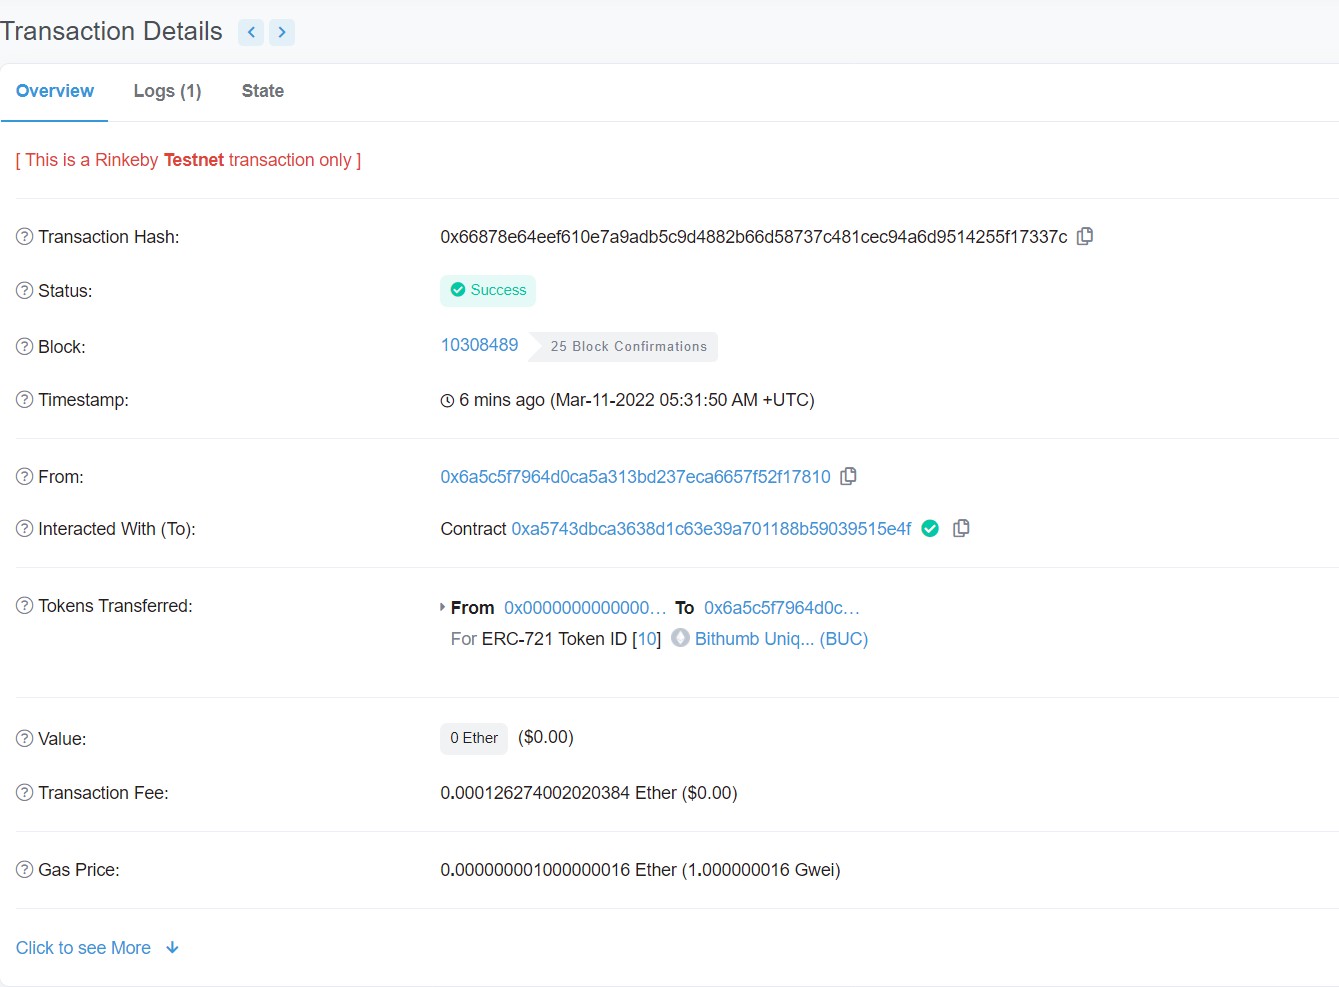 Transaction Details
Overview Logs (1) State
[ This is a Rinkeby Testnet transaction only ]
Transaction Hash: 0x66878e64eef610e7a9adb5c9d4882b66d58737c481cec94a6d9514255f17337c
Status: Success
Block: 10308489 25 Block Confirmations
Timestamp: 6 mins ago (Mar-11-2022 05:31:50 AM +UTC)
From: 0x6a5c5f7964d0ca5a313bd237eca6657f52f17810
Interacted With (To): Contract 0xa5743dbca3638d1c63e39a701188b59039515e4f
Tokens Transferred: From 0x0000000000000... To 0x6a5c5f7964d0c...
For ERC-721 Token ID [10] Bithumb Uniq... (BUC)
Value: 0 Ether ($0.00)
Transaction Fee: 0.000126274002020384 Ether ($0.00)
Gas Price: 0.000000001000000016 Ether (1.000000016 Gwei)
Click to see More